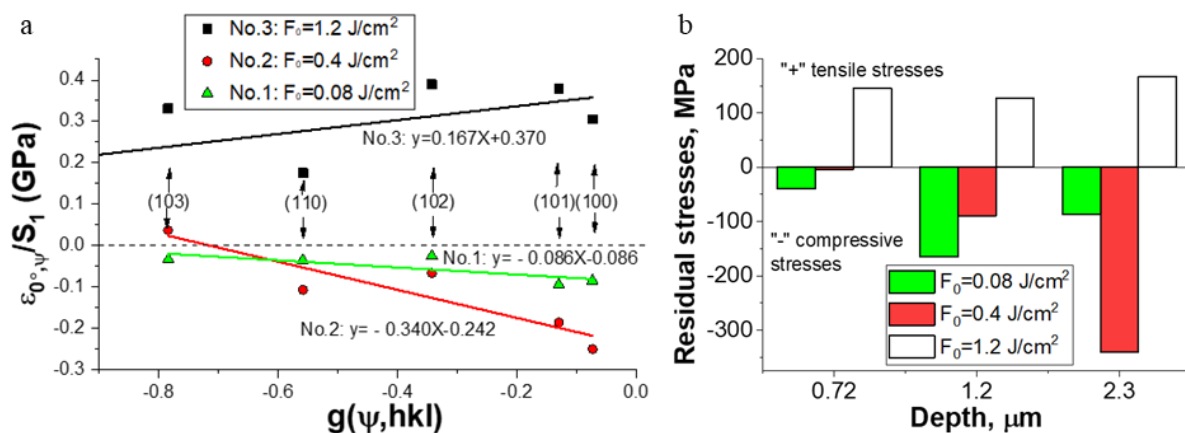 a
No.3: F₀=1.2 J/cm²
No.2: F₀=0.4 J/cm²
No.1: F₀=0.08 J/cm²
ε₀°,ψ/S₁ (GPa)
0.4
0.3
0.2
0.1
0.0
-0.1
-0.2
-0.3
No.3: y=0.167X+0.370
(103)
(110)
(102)
(101)(100)
No.1: y= - 0.086X-0.086
No.2: y= - 0.340X-0.242
-0.8
-0.6
-0.4
-0.2
0.0
g(ψ,hkl)
b
Residual stresses, MPa
200
100
0
-100
-200
-300
"+" tensile stresses
"-" compressive
stresses
F₀=0.08 J/cm²
F₀=0.4 J/cm²
F₀=1.2 J/cm²
0.72
1.2
2.3
Depth, μm